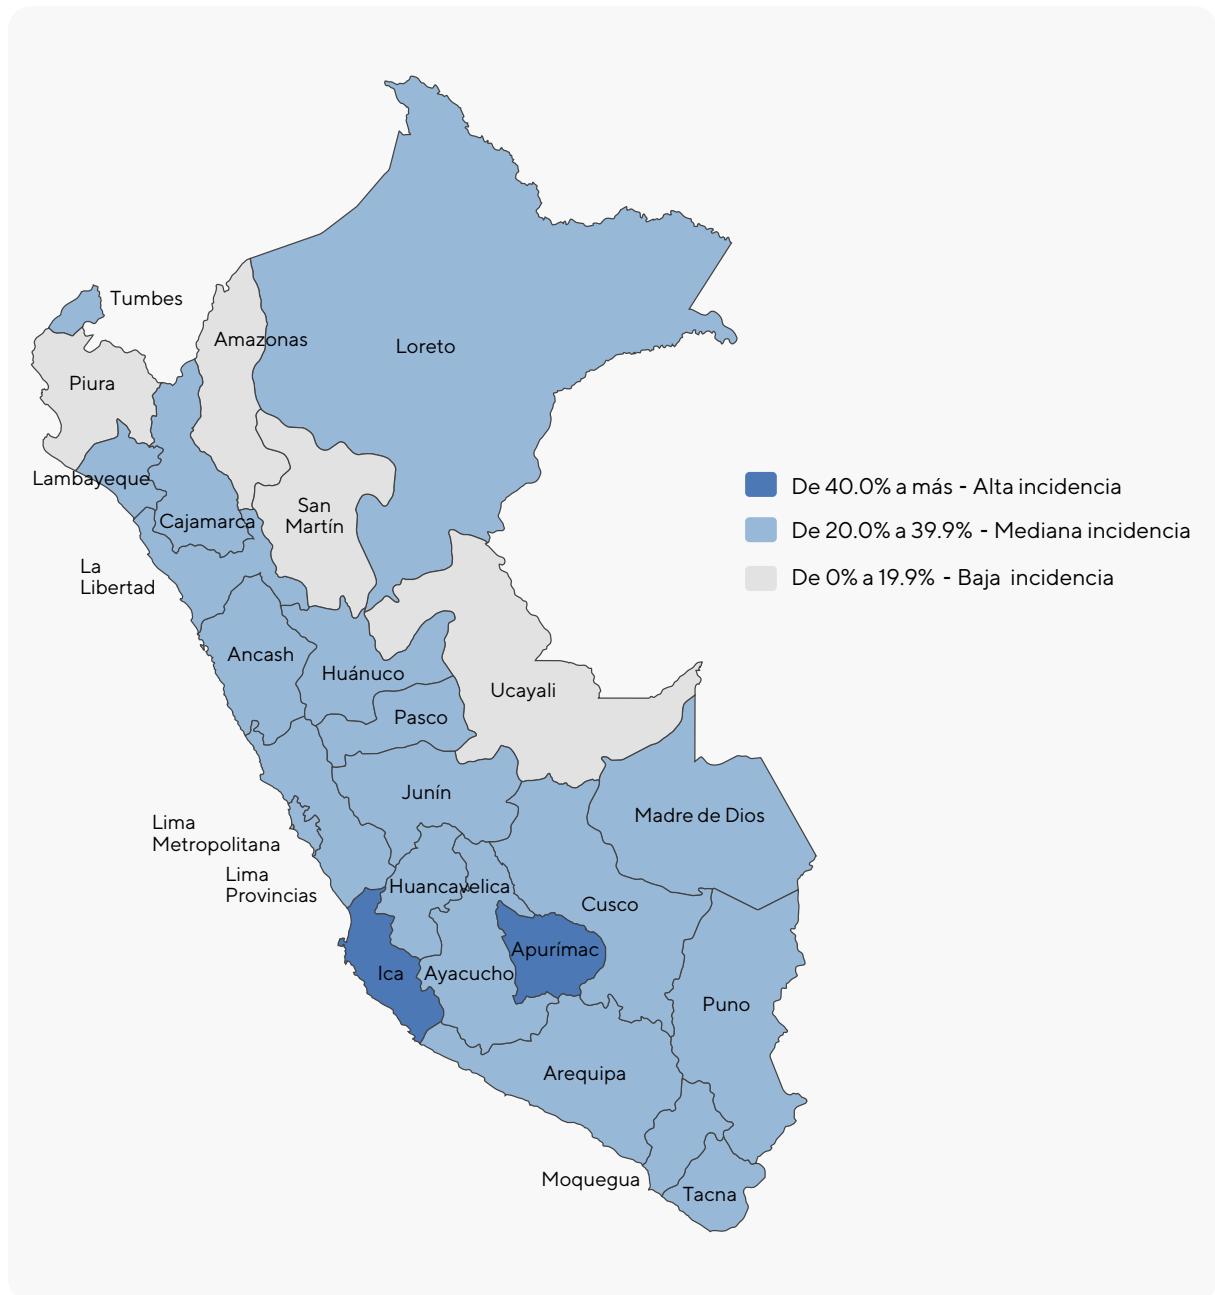 Tumbes
Amazonas
Loreto
Piura
Lambayeque
San
Martín
Cajamarca
De 40.0% a más - Alta incidencia
De 20.0% a 39.9% - Mediana incidencia
De 0% a 19.9% - Baja incidencia
La
Libertad
Ancash
Huánuco
Ucayali
Pasco
Junín
Madre de Dios
Lima
Metropolitana
Lima
Provincias
Huancavelica
Cusco
Apurímac
Ica
Ayacucho
Puno
Arequipa
Moquegua
Tacna